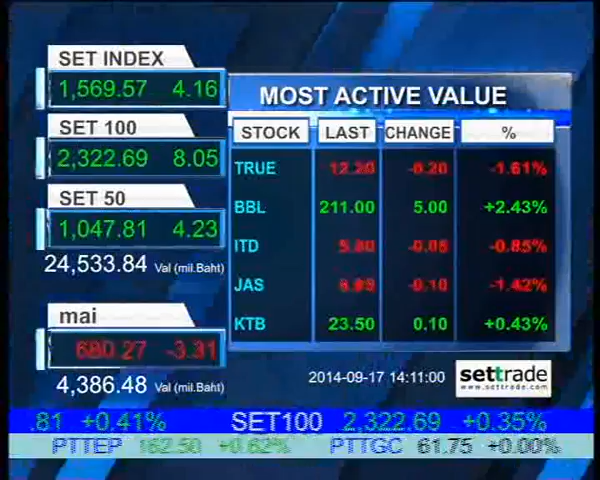 SET INDEX
1,569.57 4.16
SET 100
2,322.69 8.05
SET 50
1,047.81 4.23
24,533.84 Val (mil.Baht)
mai
680.27 -3.31
4,386.48 Val (mil.Baht)
MOST ACTIVE VALUE
STOCK LAST CHANGE %
TRUE 12.20 -0.20 -1.61%
BBL 211.00 5.00 +2.43%
ITD -0.05 -0.85%
JAS -0.10 -1.42%
KTB 23.50 0.10 +0.43%
2014-09-17 14:11:00
settrade
www.settrade.com
.81 +0.41% SET100 2,322.69 +0.35%
PTTEP 162.50 +0.62% PTTGC 61.75 +0.00%